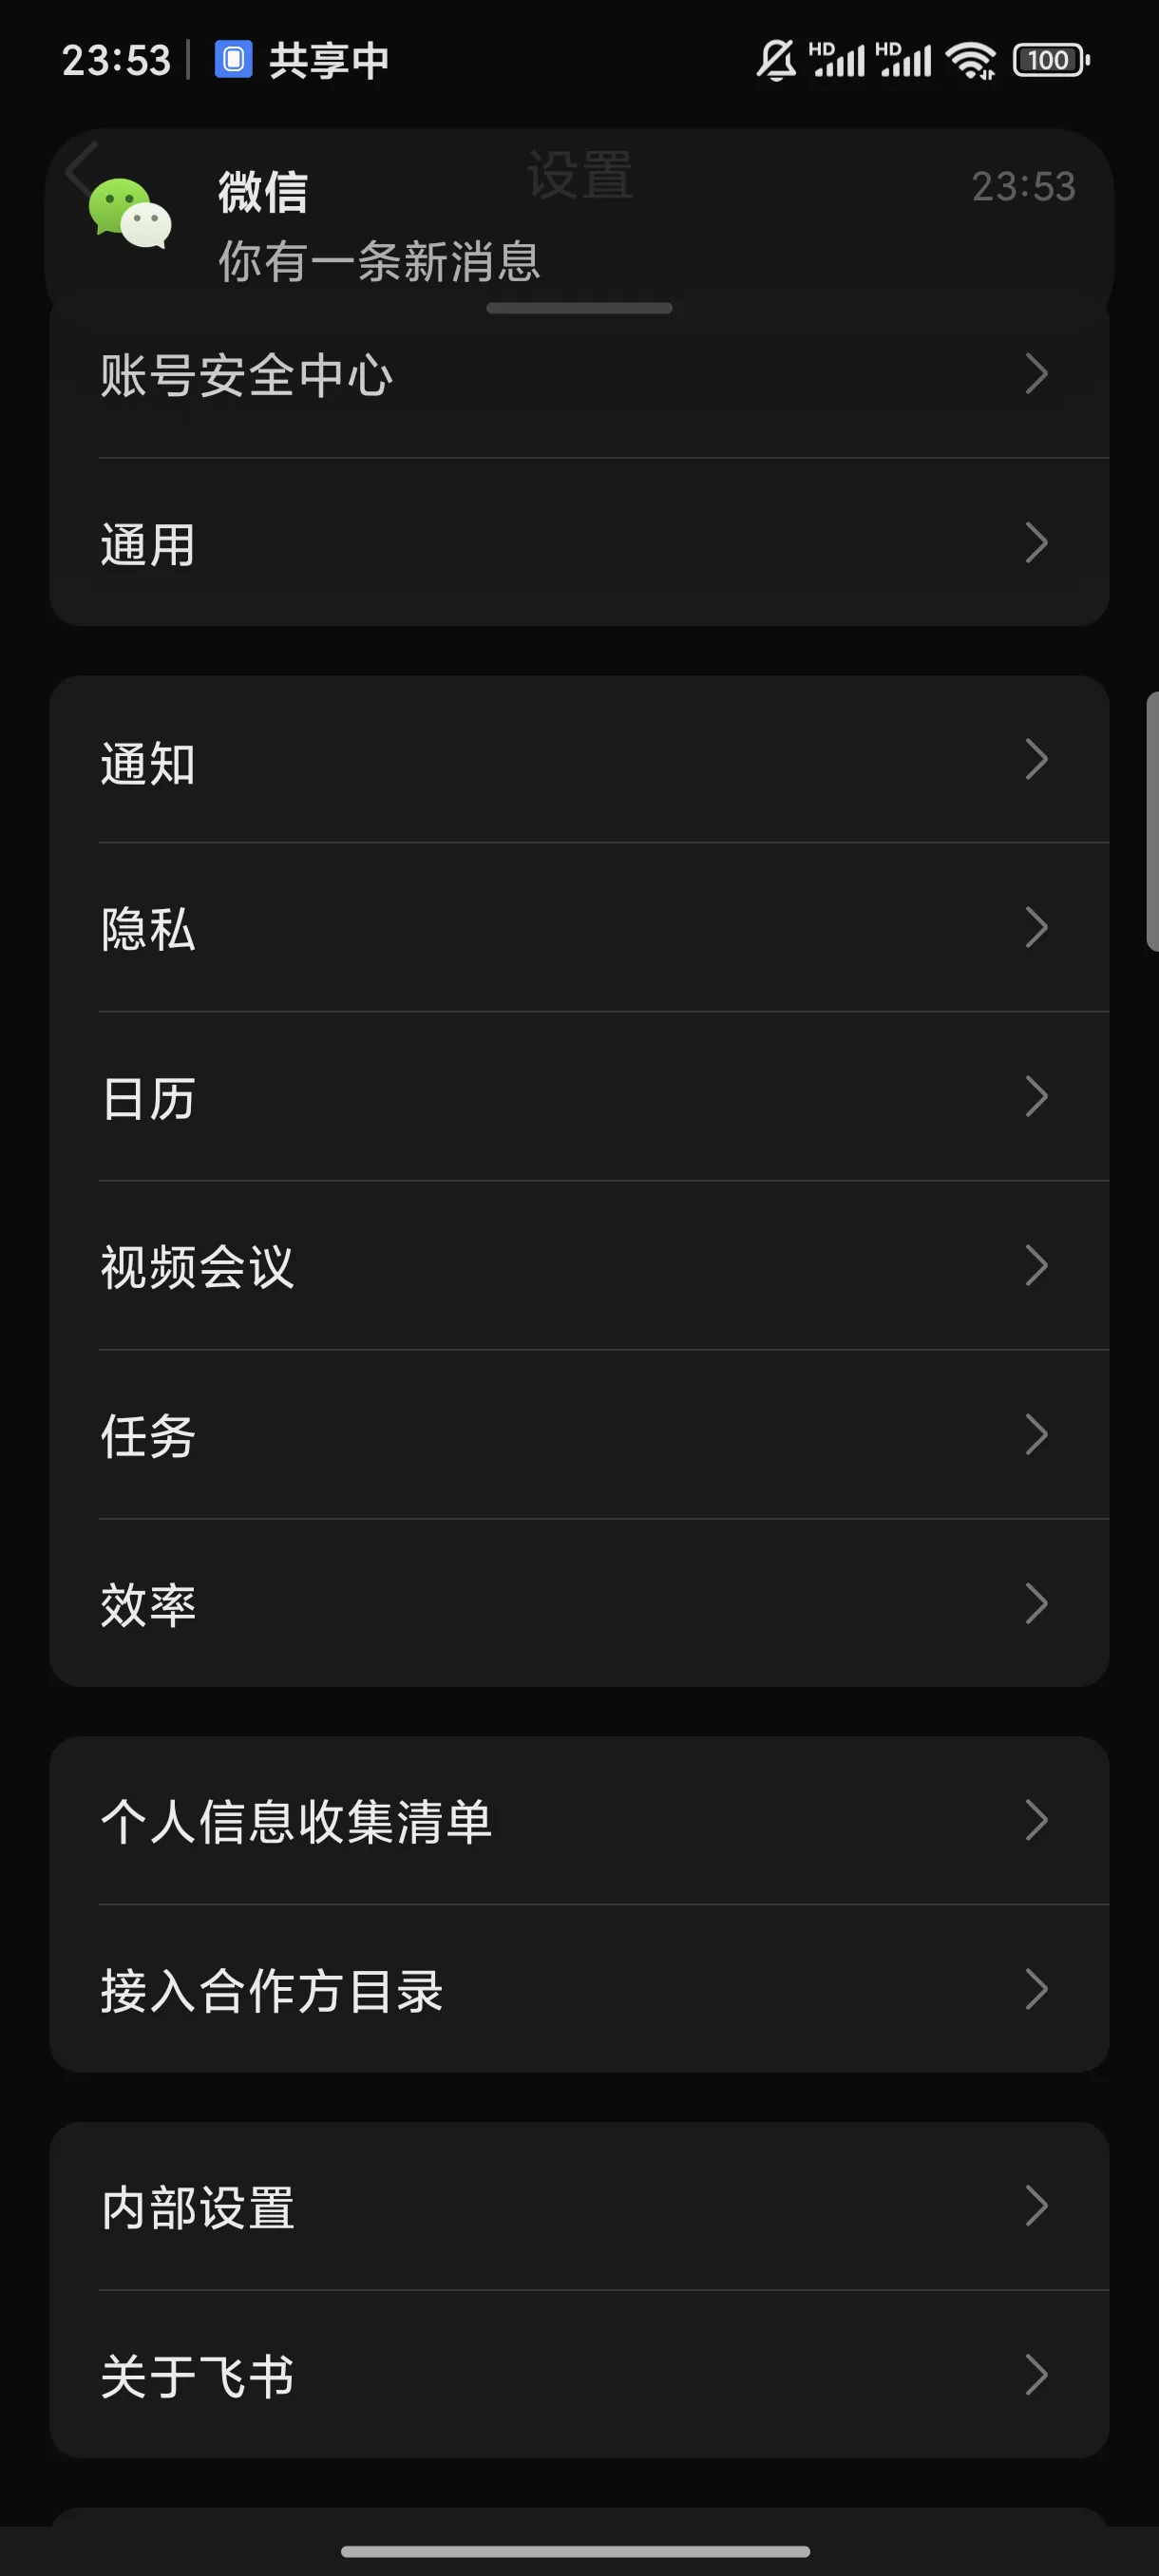 23:53 共享中 HD HD 100
设置
微信 23:53
你有一条新消息
账号安全中心
通用
通知
隐私
日历
视频会议
任务
效率
个人信息收集清单
接入合作方目录
内部设置
关于飞书